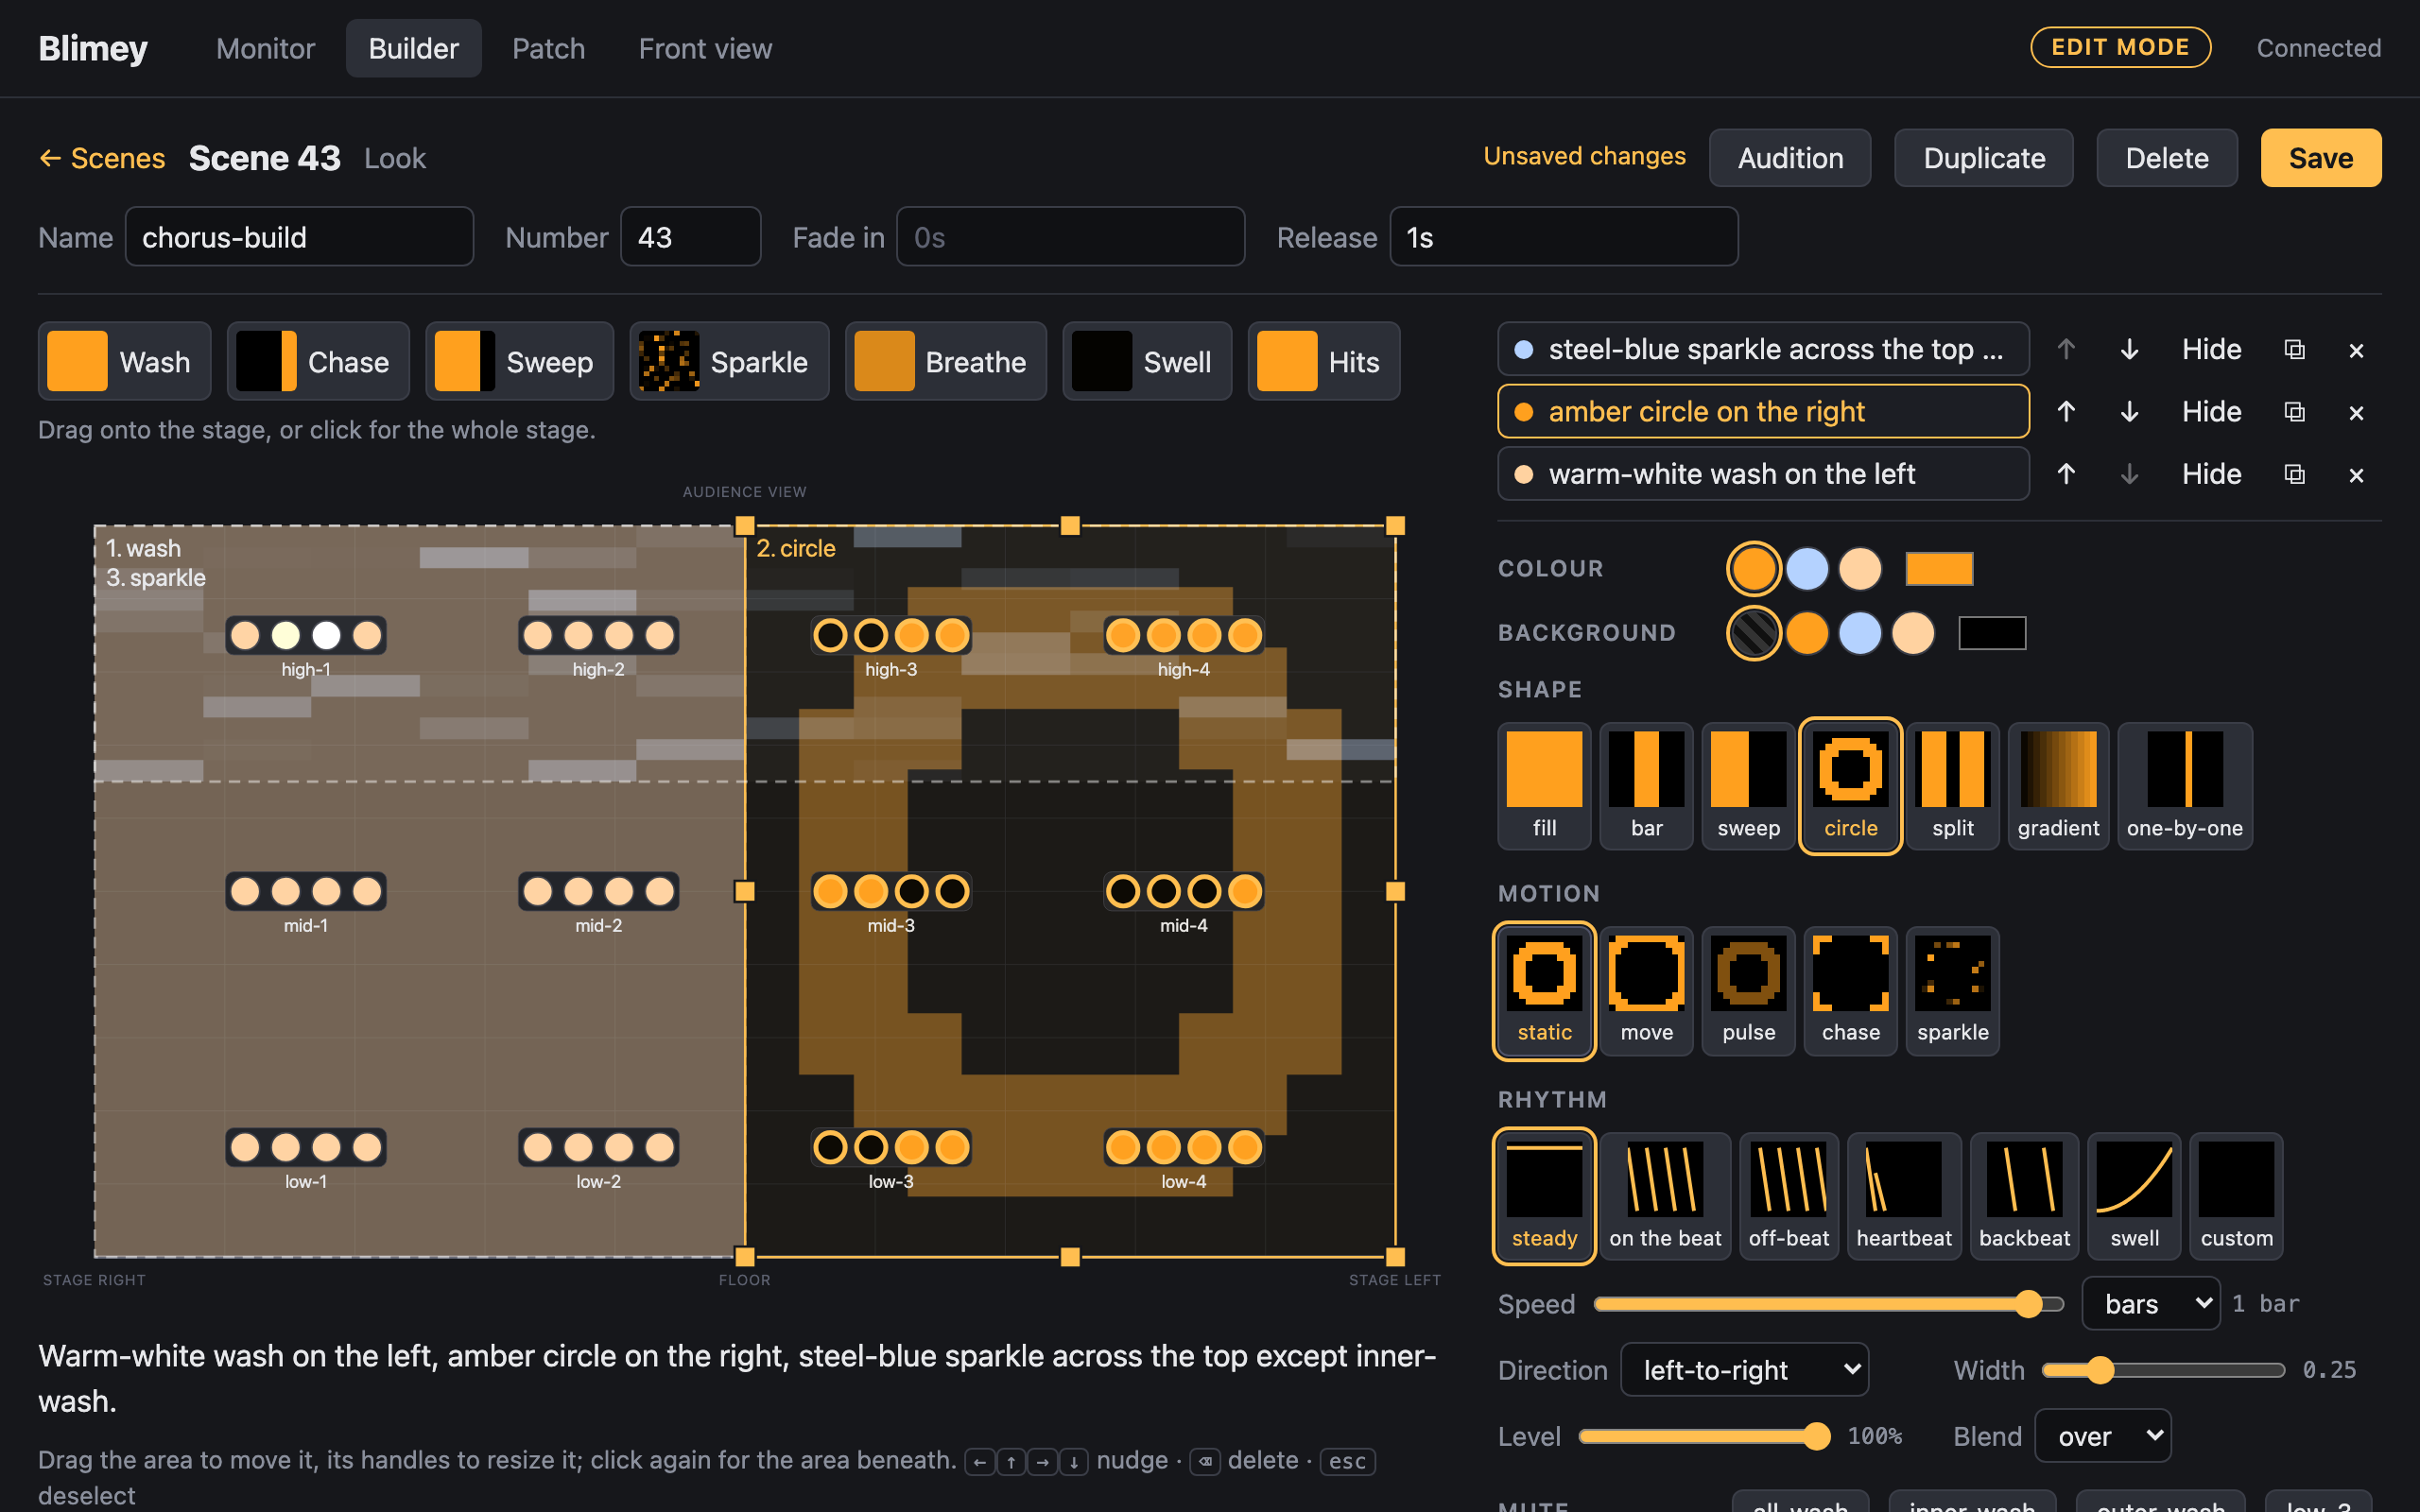 Blimey Monitor Builder Patch Front view EDIT MODE Connected
← Scenes Scene 43 Look Unsaved changes Audition Duplicate Delete Save
Name chorus-build Number 43 Fade in 0s Release 1s
Wash Chase Sweep Sparkle Breathe Swell Hits
Drag onto the stage, or click for the whole stage.
AUDIENCE VIEW
1. wash
3. sparkle
2. circle
high-1 high-2 high-3 high-4
mid-1 mid-2 mid-3 mid-4
low-1 low-2 low-3 low-4
STAGE RIGHT FLOOR STAGE LEFT
Warm-white wash on the left, amber circle on the right, steel-blue sparkle across the top except inner-
wash.
Drag the area to move it, its handles to resize it; click again for the area beneath. ← ↑ → ↓ nudge · ⌫ delete · esc
deselect
steel-blue sparkle across the top ... ↑ ↓ Hide ×
amber circle on the right ↑ ↓ Hide ×
warm-white wash on the left ↑ ↓ Hide ×
COLOUR
BACKGROUND
SHAPE
fill bar sweep circle split gradient one-by-one
MOTION
static move pulse chase sparkle
RHYTHM
steady on the beat off-beat heartbeat backbeat swell custom
Speed bars 1 bar
Direction left-to-right Width 0.25
Level 100% Blend over
MUTE all-wash inner-wash outer-wash low-3